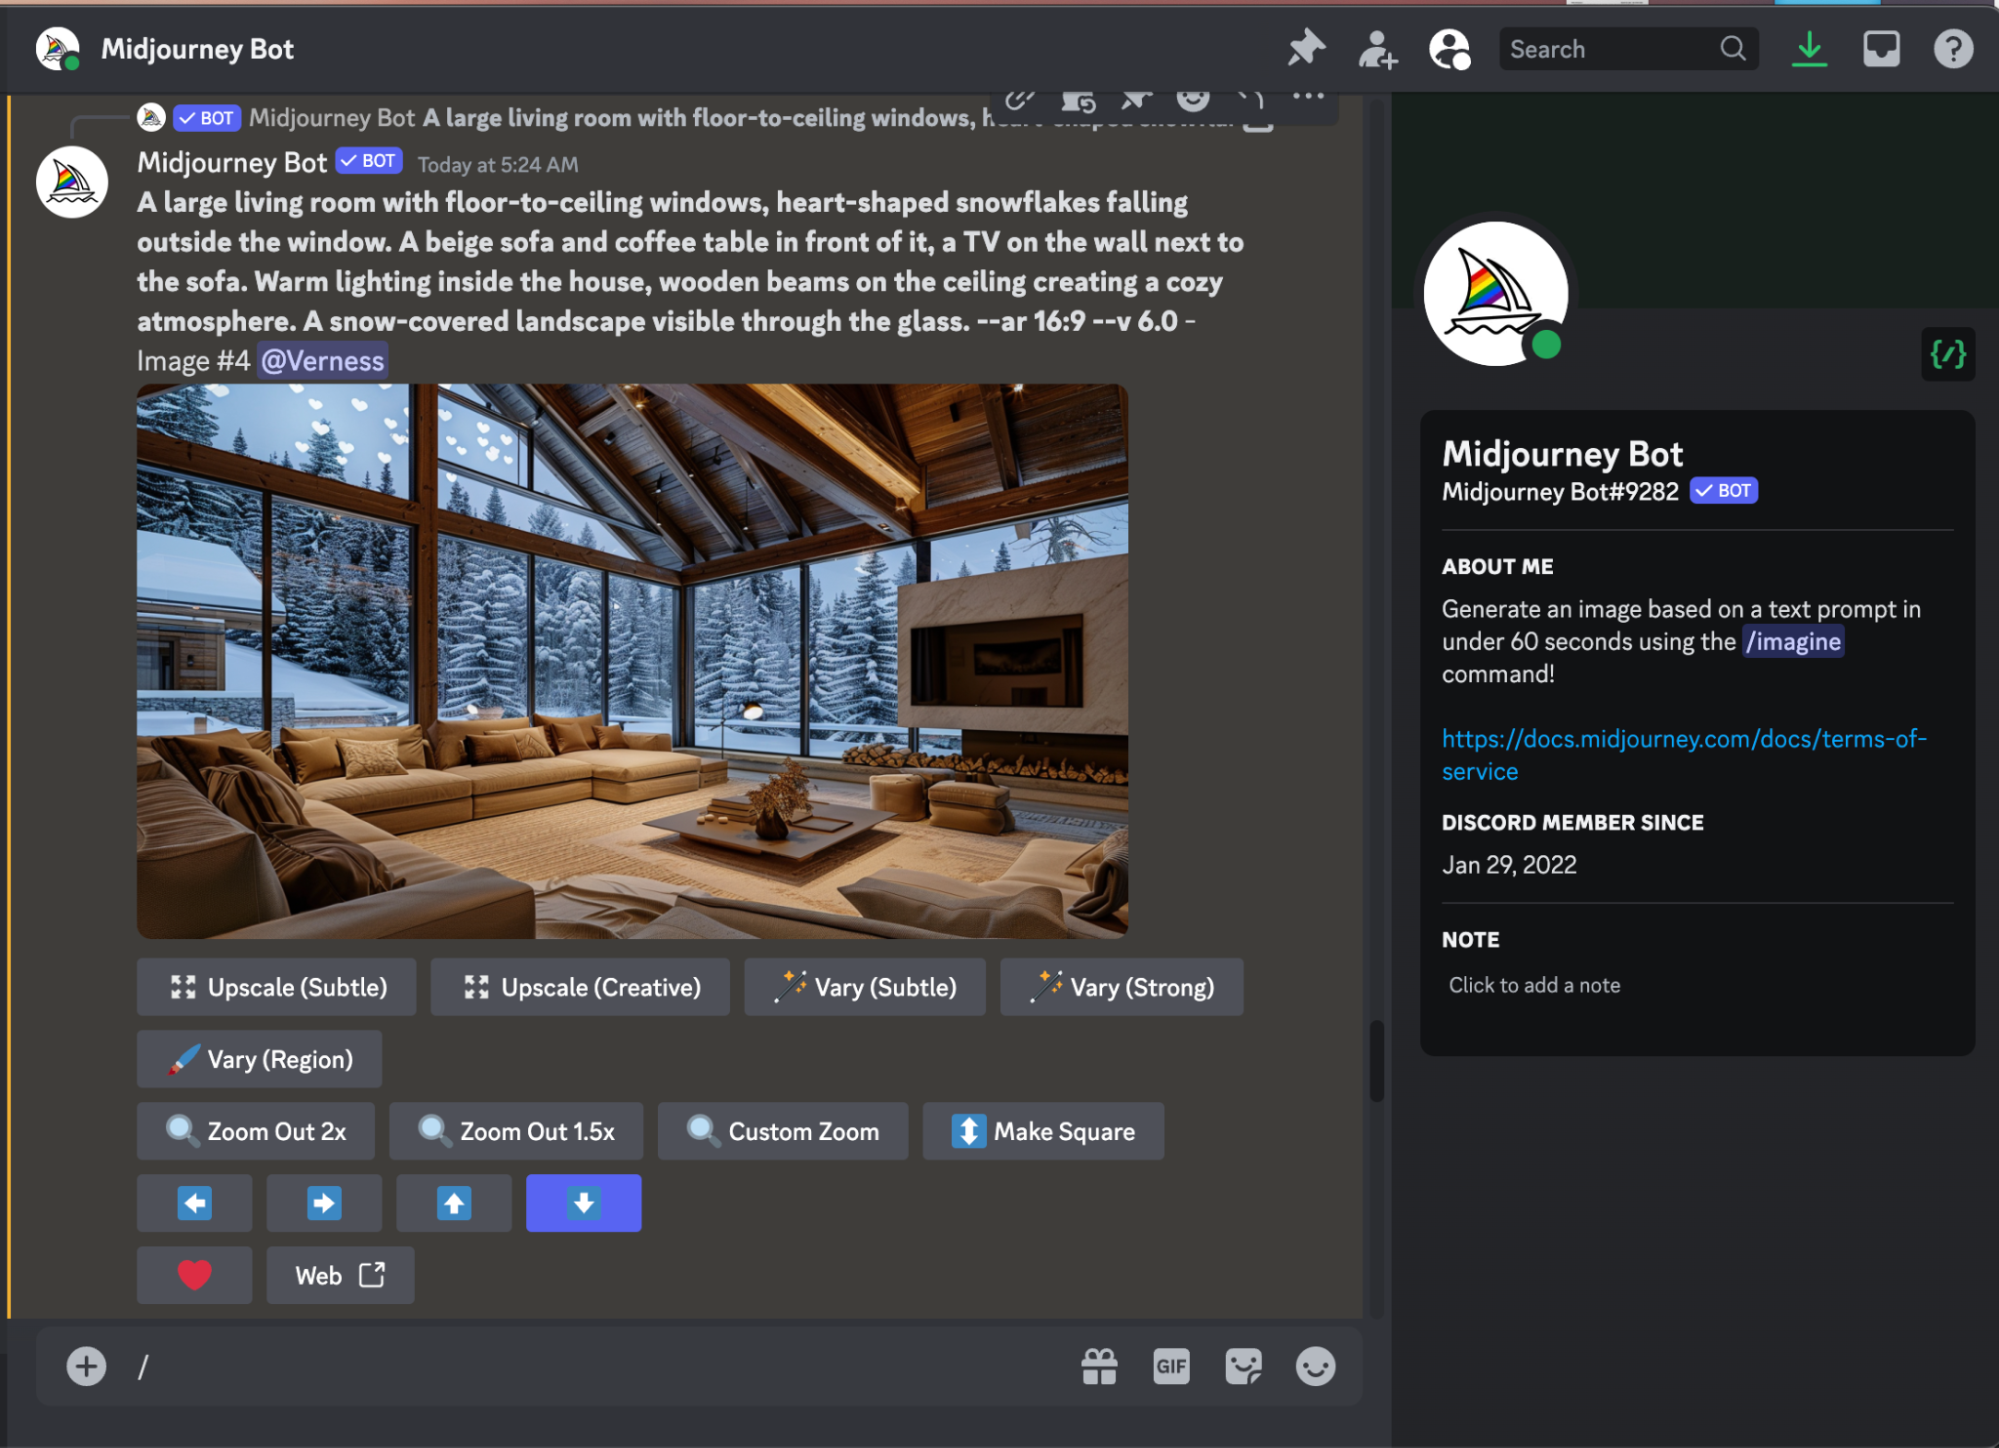 Midjourney Bot
Search
BOT Midjourney Bot A large living room with floor-to-ceiling windows,
Midjourney Bot BOT Today at 5:24 AM
A large living room with floor-to-ceiling windows, heart-shaped snowflakes falling
outside the window. A beige sofa and coffee table in front of it, a TV on the wall next to
the sofa. Warm lighting inside the house, wooden beams on the ceiling creating a cozy
atmosphere. A snow-covered landscape visible through the glass. --ar 16:9 --v 6.0 -
Image #4 @Verness
Upscale (Subtle)
Upscale (Creative)
Vary (Subtle)
Vary (Strong)
Vary (Region)
Zoom Out 2x
Zoom Out 1.5x
Custom Zoom
Make Square
Web
/
GIF
Midjourney Bot
Midjourney Bot#9282 BOT
ABOUT ME
Generate an image based on a text prompt in
under 60 seconds using the /imagine
command!
https://docs.midjourney.com/docs/terms-of-
service
DISCORD MEMBER SINCE
Jan 29, 2022
NOTE
Click to add a note